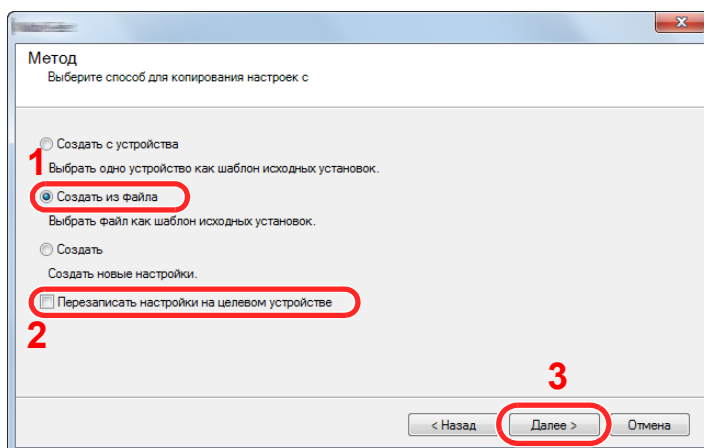 Метод
Выберите способ для копирования настроек с
Создать с устройства
1
Выбрать одно устройство как шаблон исходных установок.
Создать из файла
Выбрать файл как шаблон исходных установок.
Создать
Создать новые настройки.
Перезаписать настройки на целевом устройстве
2
3
< Назад Далее > Отмена